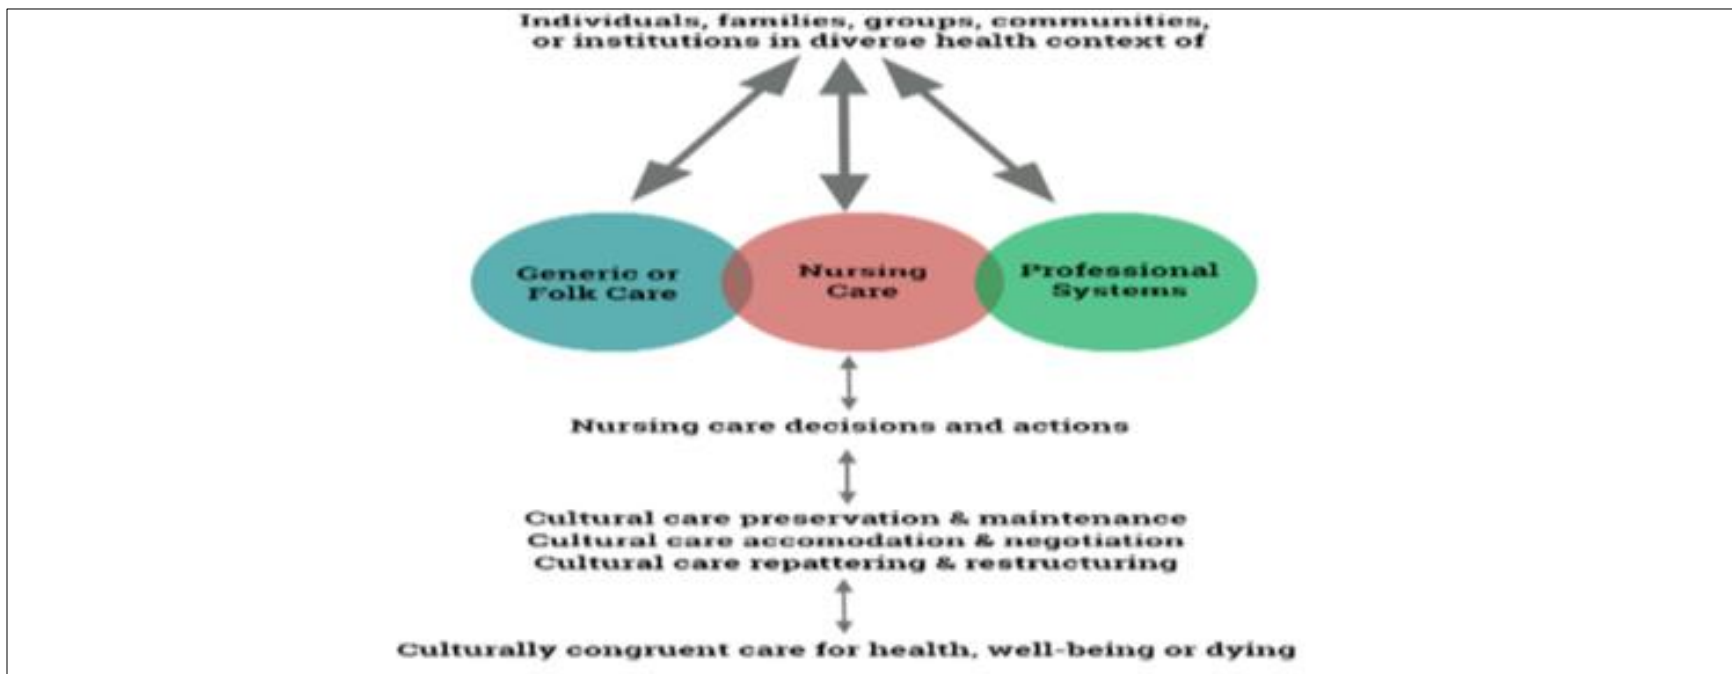 Individuals, families, groups, communities,
or institutions in diverse health context of
Generic or
Folk Care
Nursing
Care
Professional
Systems
Nursing care decisions and actions
Cultural care preservation & maintenance
Cultural care accomodation & negotiation
Cultural care repattering & restructuring
Culturally congruent care for health, well-being or dying